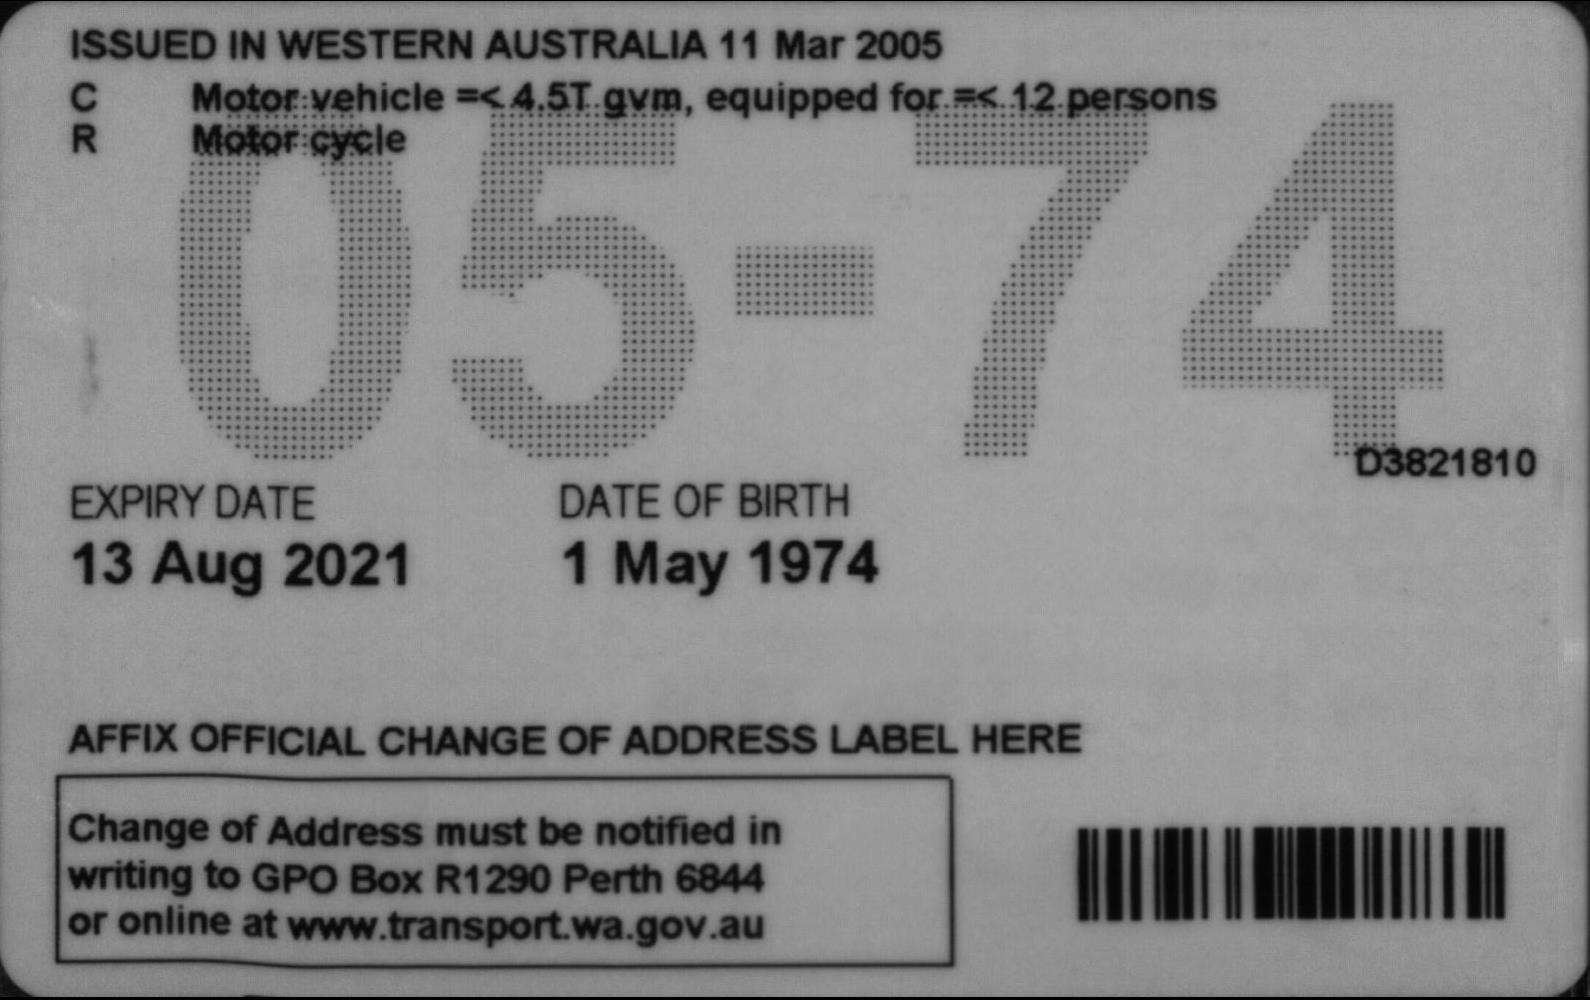 ISSUED IN WESTERN AUSTRALIA 11 Mar 2005
C Motor vehicle =< 4.5T gvm, equipped for =< 12 persons
R Motor cycle
05-74
D3821810
EXPIRY DATE DATE OF BIRTH
13 Aug 2021 1 May 1974
AFFIX OFFICIAL CHANGE OF ADDRESS LABEL HERE
Change of Address must be notified in
writing to GPO Box R1290 Perth 6844
or online at www.transport.wa.gov.au